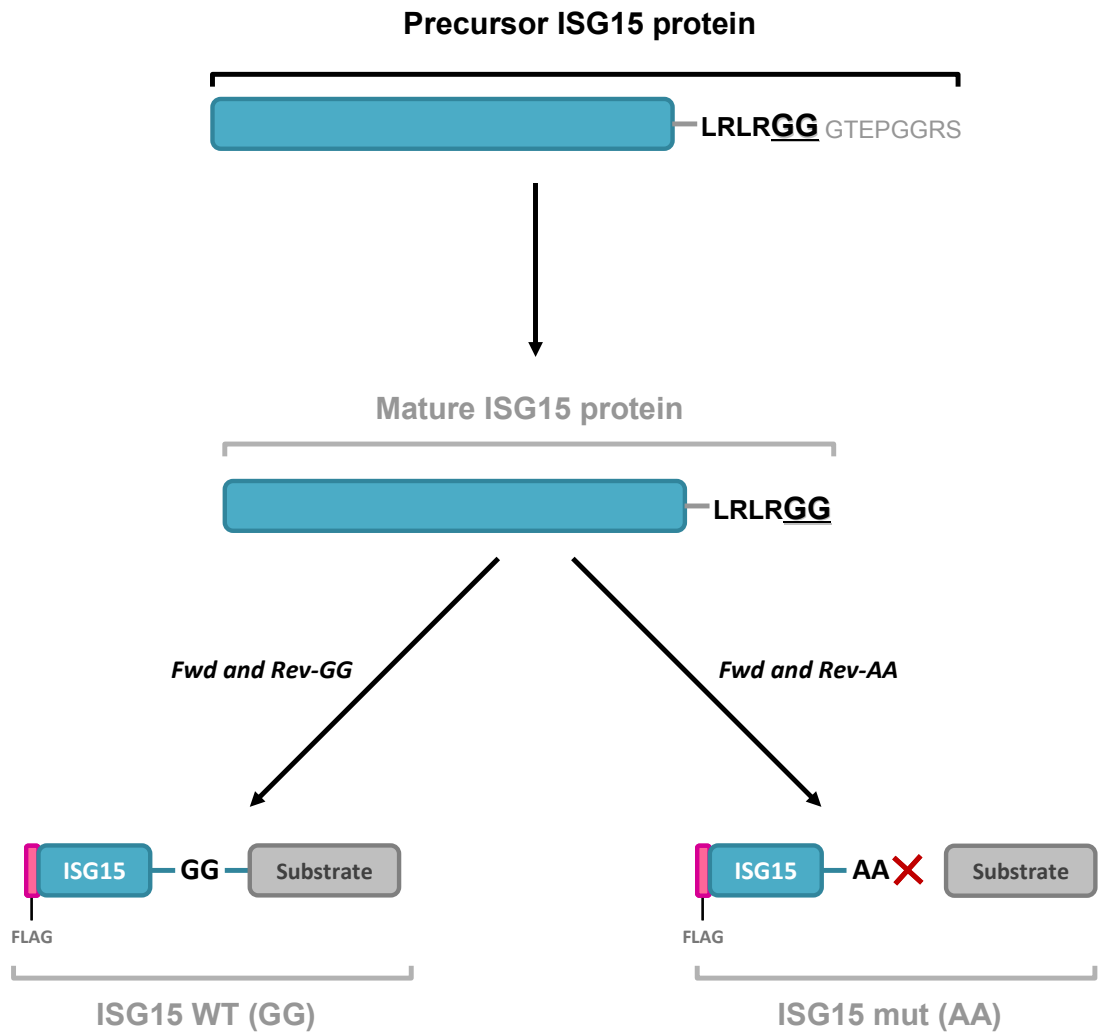 Precursor ISG15 protein
LRLRGG GTEPGGRS
Mature ISG15 protein
LRLRGG
Fwd and Rev-GG
Fwd and Rev-AA
ISG15 GG Substrate
ISG15 AA Substrate
FLAG
FLAG
ISG15 WT (GG)
ISG15 mut (AA)